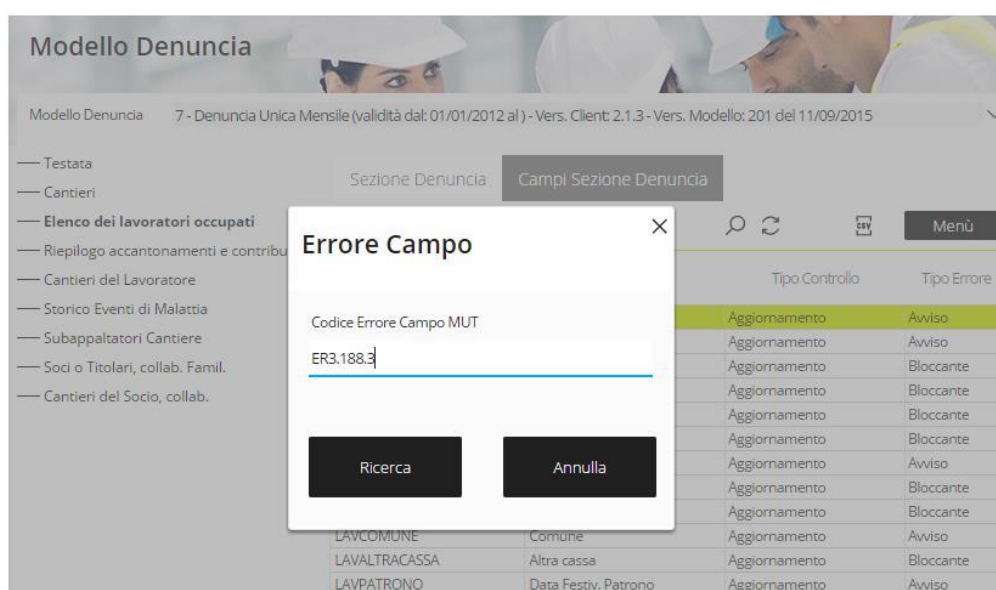 Modello Denuncia
Modello Denuncia 7 - Denuncia Unica Mensile (validità dal: 01/01/2012 al ) - Vers. Client: 2.1.3 - Vers. Modello: 201 del 11/09/2015
Testata
Cantieri
Elenco dei lavoratori occupati
Riepilogo accantonamenti e contribu
Cantieri del Lavoratore
Storico Eventi di Malattia
Subappaltatori Cantiere
Soci o Titolari, collab. Famil.
Cantieri del Socio, collab.
Sezione Denuncia Campi Sezione Denuncia
CSV Menù
Errore Campo
Codice Errore Campo MUT
ER3.188.3
Ricerca Annulla
Tipo Controllo Tipo Errore
Aggiornamento Avviso
Aggiornamento Avviso
Aggiornamento Bloccante
Aggiornamento Bloccante
Aggiornamento Bloccante
Aggiornamento Bloccante
Aggiornamento Avviso
Aggiornamento Bloccante
Aggiornamento Bloccante
LAVCOMUNE Comune Aggiornamento Avviso
LAVALTRACASSA Altra cassa Aggiornamento Bloccante
LAVPATRONO Data Festiv. Patrono Aggiornamento Avviso